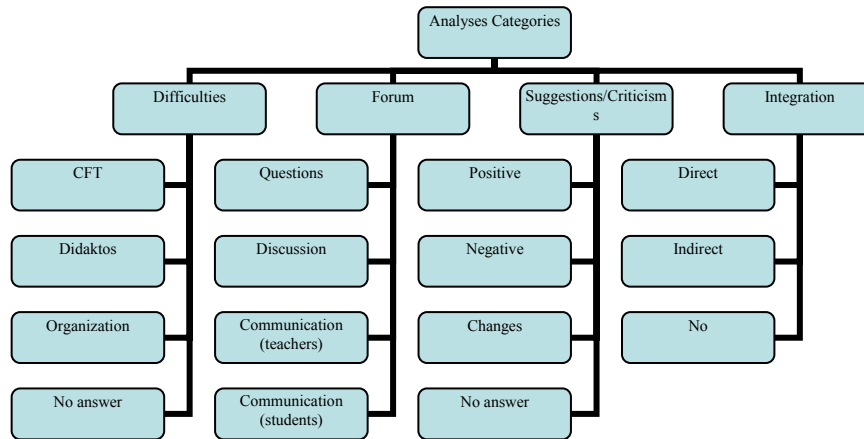 Analyses Categories
Difficulties
Forum
Suggestions/Criticism
s
Integration
CFT
Questions
Positive
Direct
Didaktos
Discussion
Negative
Indirect
Organization
Communication
(teachers)
Changes
No
No answer
Communication
(students)
No answer